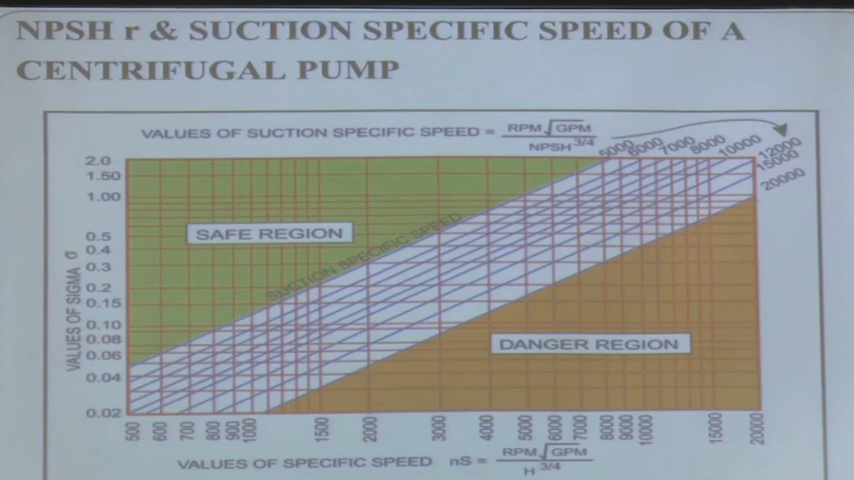 NPSH r & SUCTION SPECIFIC SPEED OF A
CENTRIFUGAL PUMP
VALUES OF SUCTION SPECIFIC SPEED = RPM√GPM
NPSH 3/4
5000 6000 7000 8000 10000 12000
15000
20000
2.0
1.50
1.00
0.5
0.4
0.3
0.2
0.15
0.10
0.08
0.06
0.04
0.02
VALUES OF SIGMA σ
SAFE REGION
SUCTION SPECIFIC SPEED
DANGER REGION
500 600 700 800 900 1000 1500 2000 3000 4000 5000 6000 7000 8000 9000 10000 15000 20000
VALUES OF SPECIFIC SPEED nS = RPM√GPM
H 3/4